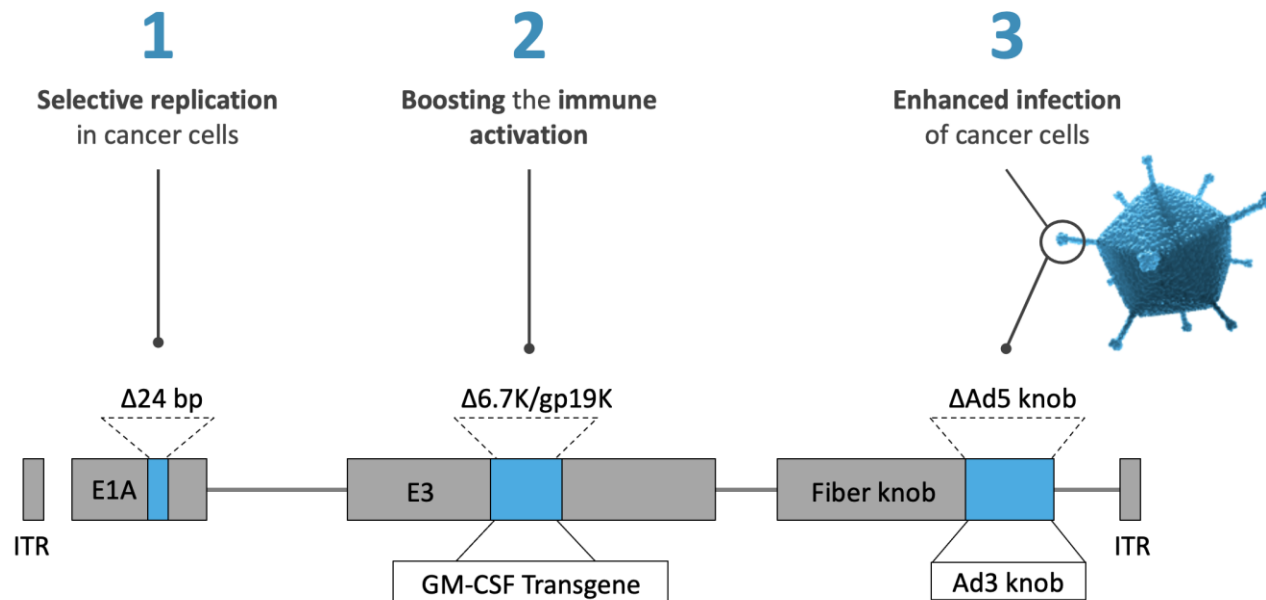 1
Selective replication
in cancer cells
2
Boosting the immune
activation
3
Enhanced infection
of cancer cells
Δ24 bp
Δ6.7K/gp19K
ΔAd5 knob
E1A
E3
Fiber knob
ITR
ITR
GM-CSF Transgene
Ad3 knob